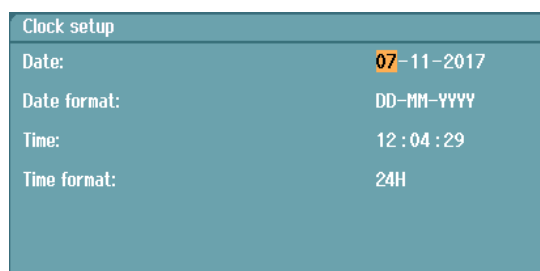 Clock setup
Date: 07-11-2017
Date format: DD-MM-YYYY
Time: 12:04:29
Time format: 24H